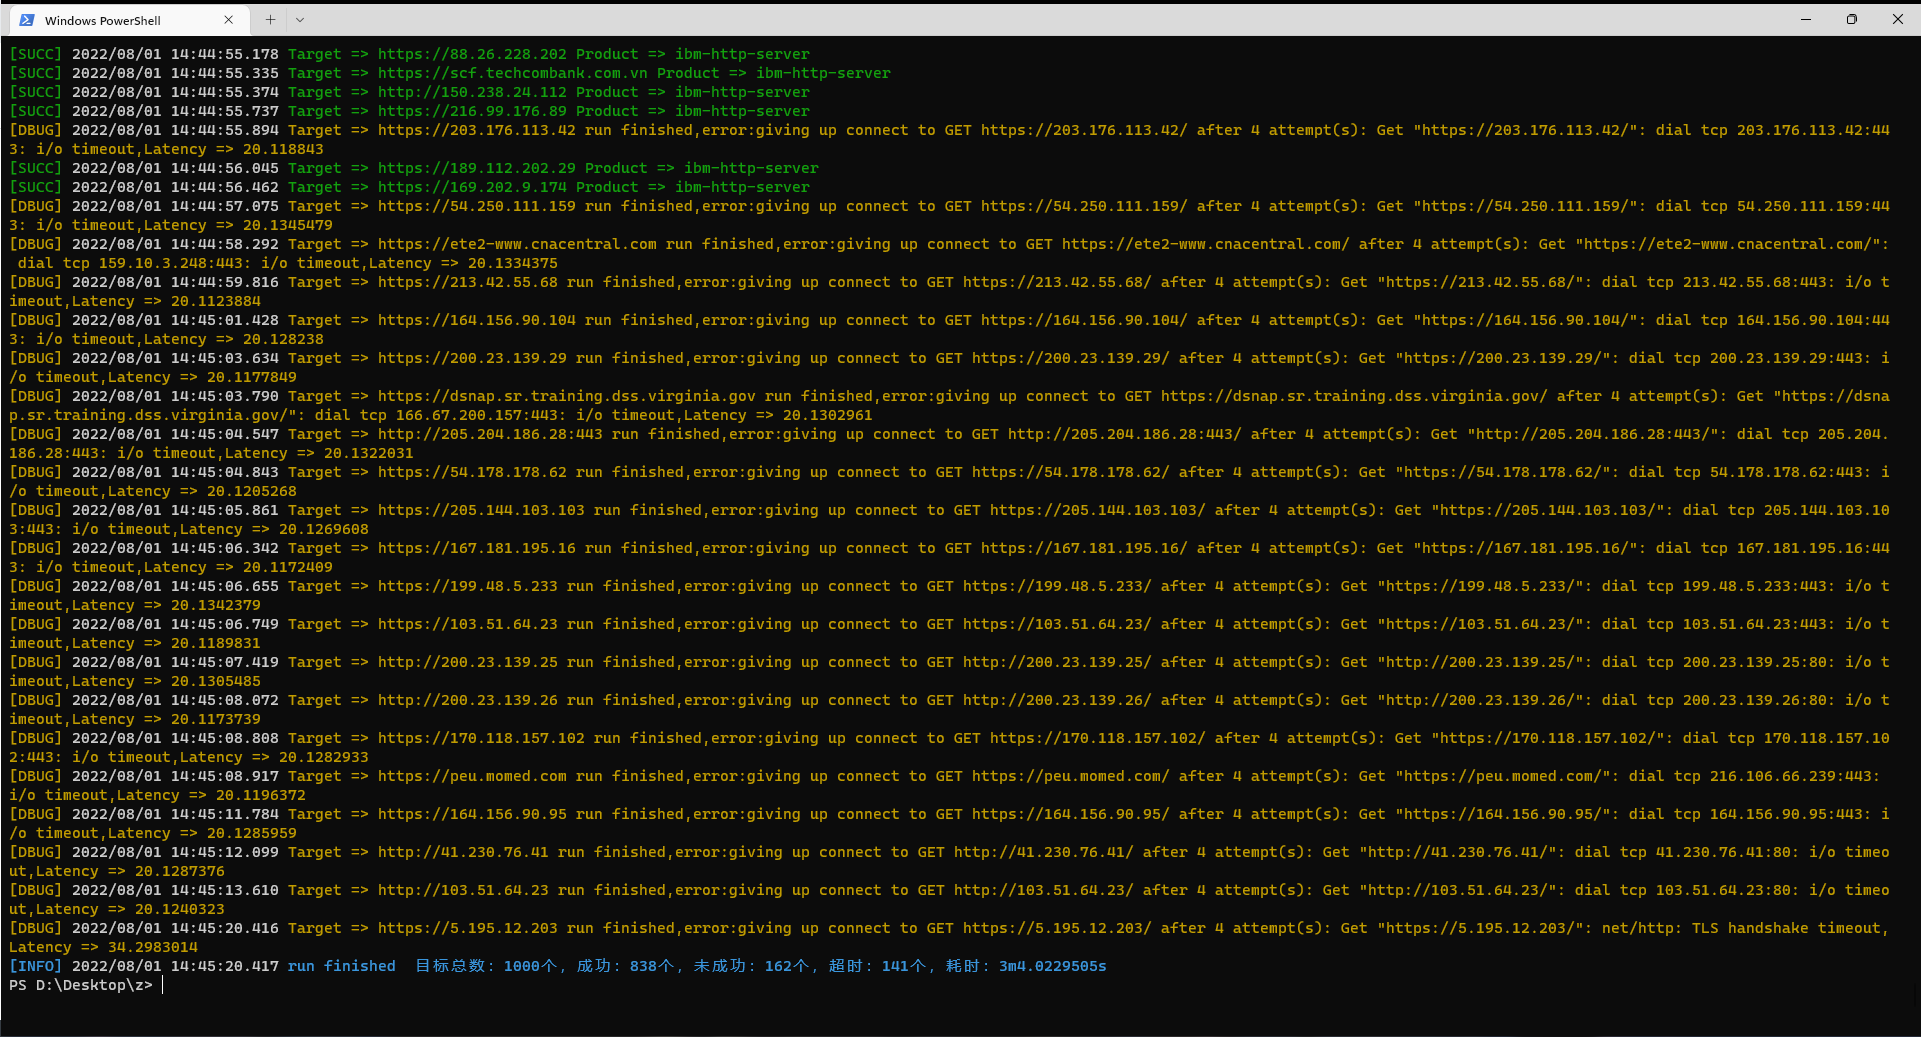 Windows PowerShell
[SUCC] 2022/08/01 14:44:55.178 Target => https://88.26.228.202 Product => ibm-http-server
[SUCC] 2022/08/01 14:44:55.335 Target => https://scf.techcombank.com.vn Product => ibm-http-server
[SUCC] 2022/08/01 14:44:55.374 Target => http://150.238.24.112 Product => ibm-http-server
[SUCC] 2022/08/01 14:44:55.737 Target => https://216.99.176.89 Product => ibm-http-server
[DBUG] 2022/08/01 14:44:55.894 Target => https://203.176.113.42 run finished,error:giving up connect to GET https://203.176.113.42/ after 4 attempt(s): Get "https://203.176.113.42/": dial tcp 203.176.113.42:44
3: i/o timeout,Latency => 20.118843
[SUCC] 2022/08/01 14:44:56.045 Target => https://189.112.202.29 Product => ibm-http-server
[SUCC] 2022/08/01 14:44:56.462 Target => https://169.202.9.174 Product => ibm-http-server
[DBUG] 2022/08/01 14:44:57.075 Target => https://54.250.111.159 run finished,error:giving up connect to GET https://54.250.111.159/ after 4 attempt(s): Get "https://54.250.111.159/": dial tcp 54.250.111.159:44
3: i/o timeout,Latency => 20.1345479
[DBUG] 2022/08/01 14:44:58.292 Target => https://ete2-www.cnacentral.com run finished,error:giving up connect to GET https://ete2-www.cnacentral.com/ after 4 attempt(s): Get "https://ete2-www.cnacentral.com/":
dial tcp 159.10.3.248:443: i/o timeout,Latency => 20.1334375
[DBUG] 2022/08/01 14:44:59.816 Target => https://213.42.55.68 run finished,error:giving up connect to GET https://213.42.55.68/ after 4 attempt(s): Get "https://213.42.55.68/": dial tcp 213.42.55.68:443: i/o t
imeout,Latency => 20.1123884
[DBUG] 2022/08/01 14:45:01.428 Target => https://164.156.90.104 run finished,error:giving up connect to GET https://164.156.90.104/ after 4 attempt(s): Get "https://164.156.90.104/": dial tcp 164.156.90.104:44
3: i/o timeout,Latency => 20.128238
[DBUG] 2022/08/01 14:45:03.634 Target => https://200.23.139.29 run finished,error:giving up connect to GET https://200.23.139.29/ after 4 attempt(s): Get "https://200.23.139.29/": dial tcp 200.23.139.29:443: i
/o timeout,Latency => 20.1177849
[DBUG] 2022/08/01 14:45:03.790 Target => https://dsnap.sr.training.dss.virginia.gov run finished,error:giving up connect to GET https://dsnap.sr.training.dss.virginia.gov/ after 4 attempt(s): Get "https://dsna
p.sr.training.dss.virginia.gov/": dial tcp 166.67.200.157:443: i/o timeout,Latency => 20.1302961
[DBUG] 2022/08/01 14:45:04.547 Target => http://205.204.186.28:443 run finished,error:giving up connect to GET http://205.204.186.28:443/ after 4 attempt(s): Get "http://205.204.186.28:443/": dial tcp 205.204.
186.28:443: i/o timeout,Latency => 20.1322031
[DBUG] 2022/08/01 14:45:04.843 Target => https://54.178.178.62 run finished,error:giving up connect to GET https://54.178.178.62/ after 4 attempt(s): Get "https://54.178.178.62/": dial tcp 54.178.178.62:443: i
/o timeout,Latency => 20.1205268
[DBUG] 2022/08/01 14:45:05.861 Target => https://205.144.103.103 run finished,error:giving up connect to GET https://205.144.103.103/ after 4 attempt(s): Get "https://205.144.103.103/": dial tcp 205.144.103.10
3:443: i/o timeout,Latency => 20.1269608
[DBUG] 2022/08/01 14:45:06.342 Target => https://167.181.195.16 run finished,error:giving up connect to GET https://167.181.195.16/ after 4 attempt(s): Get "https://167.181.195.16/": dial tcp 167.181.195.16:44
3: i/o timeout,Latency => 20.1172409
[DBUG] 2022/08/01 14:45:06.655 Target => https://199.48.5.233 run finished,error:giving up connect to GET https://199.48.5.233/ after 4 attempt(s): Get "https://199.48.5.233/": dial tcp 199.48.5.233:443: i/o t
imeout,Latency => 20.1342379
[DBUG] 2022/08/01 14:45:06.749 Target => https://103.51.64.23 run finished,error:giving up connect to GET https://103.51.64.23/ after 4 attempt(s): Get "https://103.51.64.23/": dial tcp 103.51.64.23:443: i/o t
imeout,Latency => 20.1189831
[DBUG] 2022/08/01 14:45:07.419 Target => http://200.23.139.25 run finished,error:giving up connect to GET http://200.23.139.25/ after 4 attempt(s): Get "http://200.23.139.25/": dial tcp 200.23.139.25:80: i/o t
imeout,Latency => 20.1305485
[DBUG] 2022/08/01 14:45:08.072 Target => http://200.23.139.26 run finished,error:giving up connect to GET http://200.23.139.26/ after 4 attempt(s): Get "http://200.23.139.26/": dial tcp 200.23.139.26:80: i/o t
imeout,Latency => 20.1173739
[DBUG] 2022/08/01 14:45:08.808 Target => https://170.118.157.102 run finished,error:giving up connect to GET https://170.118.157.102/ after 4 attempt(s): Get "https://170.118.157.102/": dial tcp 170.118.157.10
2:443: i/o timeout,Latency => 20.1282933
[DBUG] 2022/08/01 14:45:08.917 Target => https://peu.momed.com run finished,error:giving up connect to GET https://peu.momed.com/ after 4 attempt(s): Get "https://peu.momed.com/": dial tcp 216.106.66.239:443:
i/o timeout,Latency => 20.1196372
[DBUG] 2022/08/01 14:45:11.784 Target => https://164.156.90.95 run finished,error:giving up connect to GET https://164.156.90.95/ after 4 attempt(s): Get "https://164.156.90.95/": dial tcp 164.156.90.95:443: i
/o timeout,Latency => 20.1285959
[DBUG] 2022/08/01 14:45:12.099 Target => http://41.230.76.41 run finished,error:giving up connect to GET http://41.230.76.41/ after 4 attempt(s): Get "http://41.230.76.41/": dial tcp 41.230.76.41:80: i/o timeo
ut,Latency => 20.1287376
[DBUG] 2022/08/01 14:45:13.610 Target => http://103.51.64.23 run finished,error:giving up connect to GET http://103.51.64.23/ after 4 attempt(s): Get "http://103.51.64.23/": dial tcp 103.51.64.23:80: i/o timeo
ut,Latency => 20.1240323
[DBUG] 2022/08/01 14:45:20.416 Target => https://5.195.12.203 run finished,error:giving up connect to GET https://5.195.12.203/ after 4 attempt(s): Get "https://5.195.12.203/": net/http: TLS handshake timeout,
Latency => 34.2983014
[INFO] 2022/08/01 14:45:20.417 run finished  目标总数: 1000个, 成功: 838个, 未成功: 162个, 超时: 141个, 耗时: 3m4.0229505s
PS D:\Desktop\z>